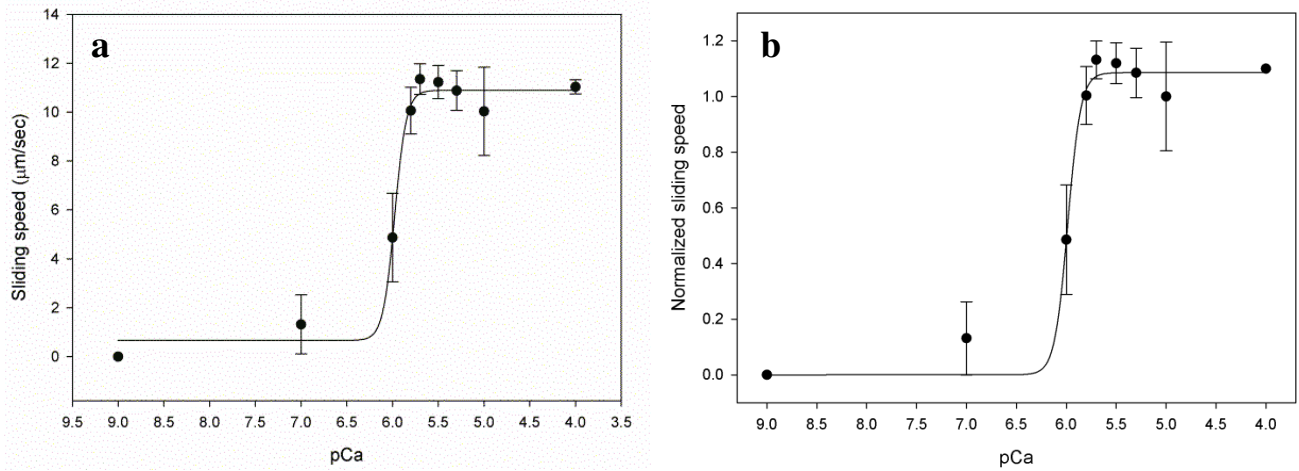 a
14
12
10
8
6
4
2
0
Sliding speed (μm/sec)
9.5 9.0 8.5 8.0 7.5 7.0 6.5 6.0 5.5 5.0 4.5 4.0 3.5
pCa
b
1.2
1.0
0.8
0.6
0.4
0.2
0.0
Normalized sliding speed
9.0 8.5 8.0 7.5 7.0 6.5 6.0 5.5 5.0 4.5 4.0
pCa